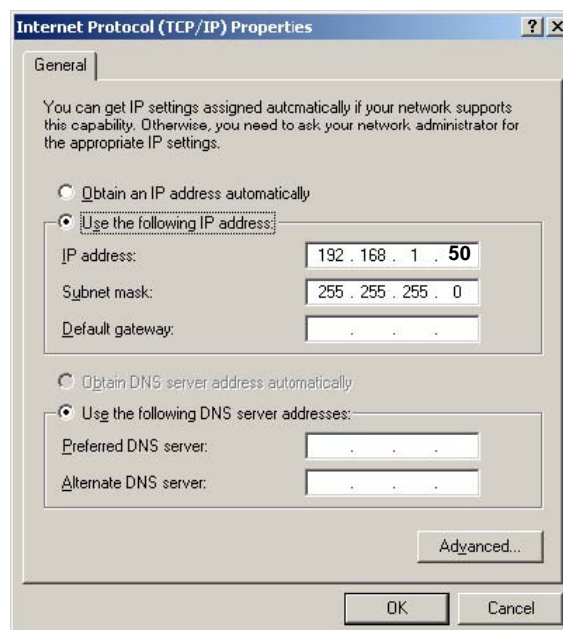 Internet Protocol (TCP/IP) Properties
General
You can get IP settings assigned automatically if your network supports
this capability. Otherwise, you need to ask your network administrator for
the appropriate IP settings.
Obtain an IP address automatically
Use the following IP address:
IP address: 192 . 168 . 1 . 50
Subnet mask: 255 . 255 . 255 . 0
Default gateway: . . .
Obtain DNS server address automatically
Use the following DNS server addresses:
Preferred DNS server: . . .
Alternate DNS server: . . .
Advanced...
OK Cancel